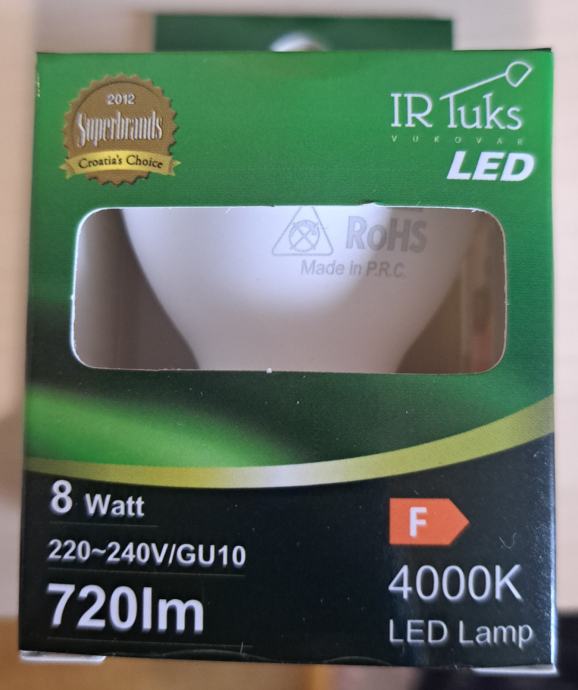 2012
Superbrands
Croatia's Choice
IR Tuks
VUKOVAR
LED
RoHS
Made in P.R.C.
8 Watt
220~240V/GU10
720lm
F
4000K
LED Lamp